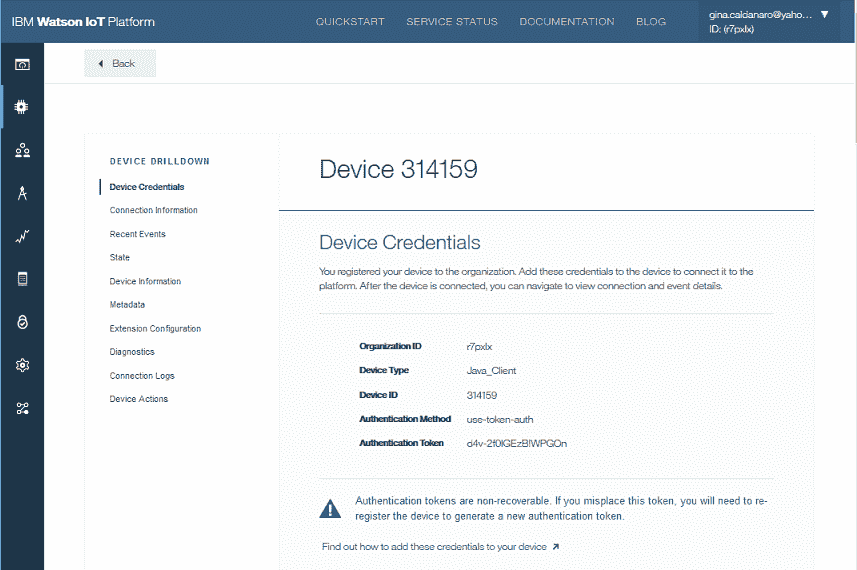 IBM Watson IoT Platform
QUICKSTART
SERVICE STATUS
DOCUMENTATION
BLOG
gina.caldanaro@yaho...
ID: (r7pxlx)
Back
DEVICE DRILLDOWN
Device Credentials
Connection Information
Recent Events
State
Device Information
Metadata
Extension Configuration
Diagnostics
Connection Logs
Device Actions
Device 314159
Device Credentials
You registered your device to the organization. Add these credentials to the device to connect it to the
platform. After the device is connected, you can navigate to view connection and event details.
Organization ID r7pxlx
Device Type Java_Client
Device ID 314159
Authentication Method use-token-auth
Authentication Token d4v-2f0IGEzBIWPGOn
Authentication tokens are non-recoverable. If you misplace this token, you will need to re-
register the device to generate a new authentication token.
Find out how to add these credentials to your device